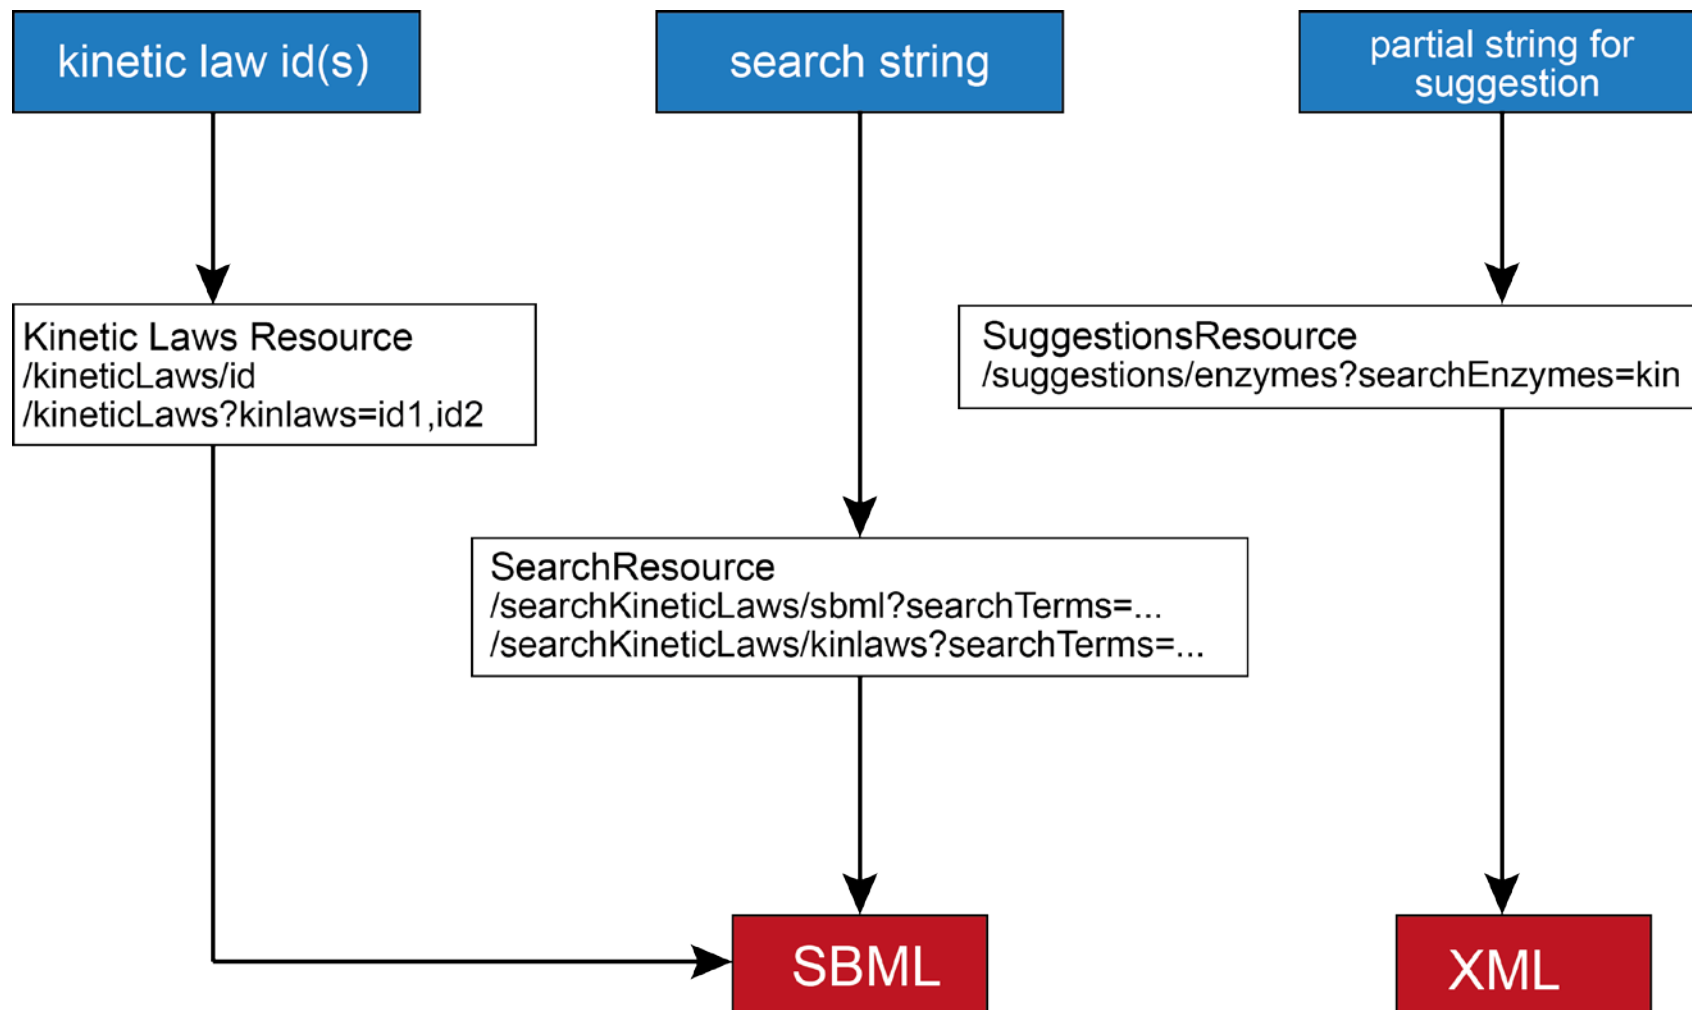 kinetic law id(s)
search string
partial string for
suggestion
Kinetic Laws Resource
/kineticLaws/id
/kineticLaws?kinlaws=id1,id2
SuggestionsResource
/suggestions/enzymes?searchEnzymes=kin
SearchResource
/searchKineticLaws/sbml?searchTerms=...
/searchKineticLaws/kinlaws?searchTerms=...
SBML
XML